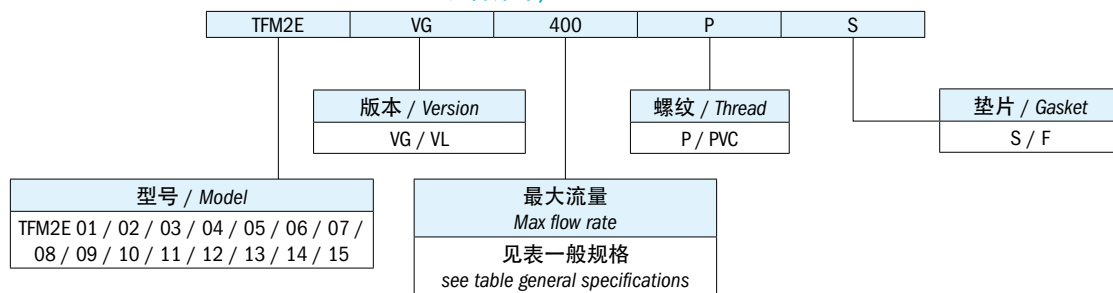 TFM2E VG 400 P S
版本 / Version
VG / VL
螺纹 / Thread
P / PVC
垫片 / Gasket
S / F
型号 / Model
TFM2E 01 / 02 / 03 / 04 / 05 / 06 / 07 /
08 / 09 / 10 / 11 / 12 / 13 / 14 / 15
最大流量
Max flow rate
见表一般规格
see table general specifications